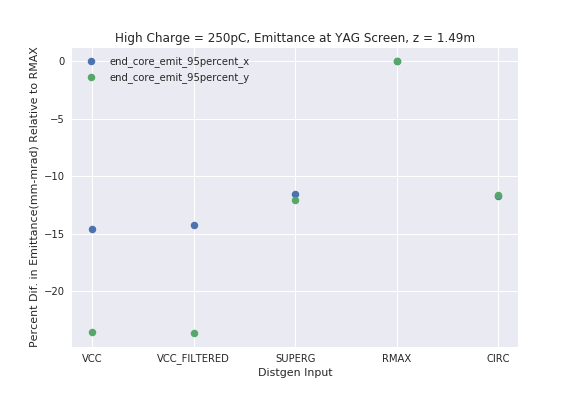 High Charge = 250pC, Emittance at YAG Screen, z = 1.49m
end_core_emit_95percent_x
end_core_emit_95percent_y
Percent Dif. in Emittance(mm-mrad) Relative to RMAX
0
−5
−10
−15
−20
VCC VCC_FILTERED SUPERG RMAX CIRC
Distgen Input